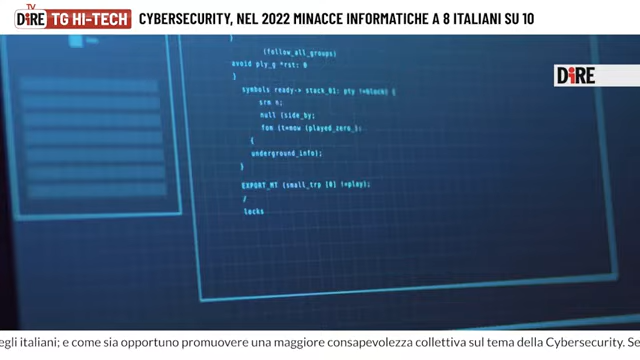 TV
DiRE TG HI-TECH
CYBERSECURITY, NEL 2022 MINACCE INFORMATICHE A 8 ITALIANI SU 10
DiRE
}
(follow_all_groups)
avoid ply_g *rst: 0
}
symbols ready-> stack_01: pty !=block) {
srm n;
null (side_by;
fom (t=mow (played_zero_);
{
underground_info);
}
EXPORT_MT (small_trp [0] !=play);
/
locks
egli italiani; e come sia opportuno promuovere una maggiore consapevolezza collettiva sul tema della Cybersecurity. Se